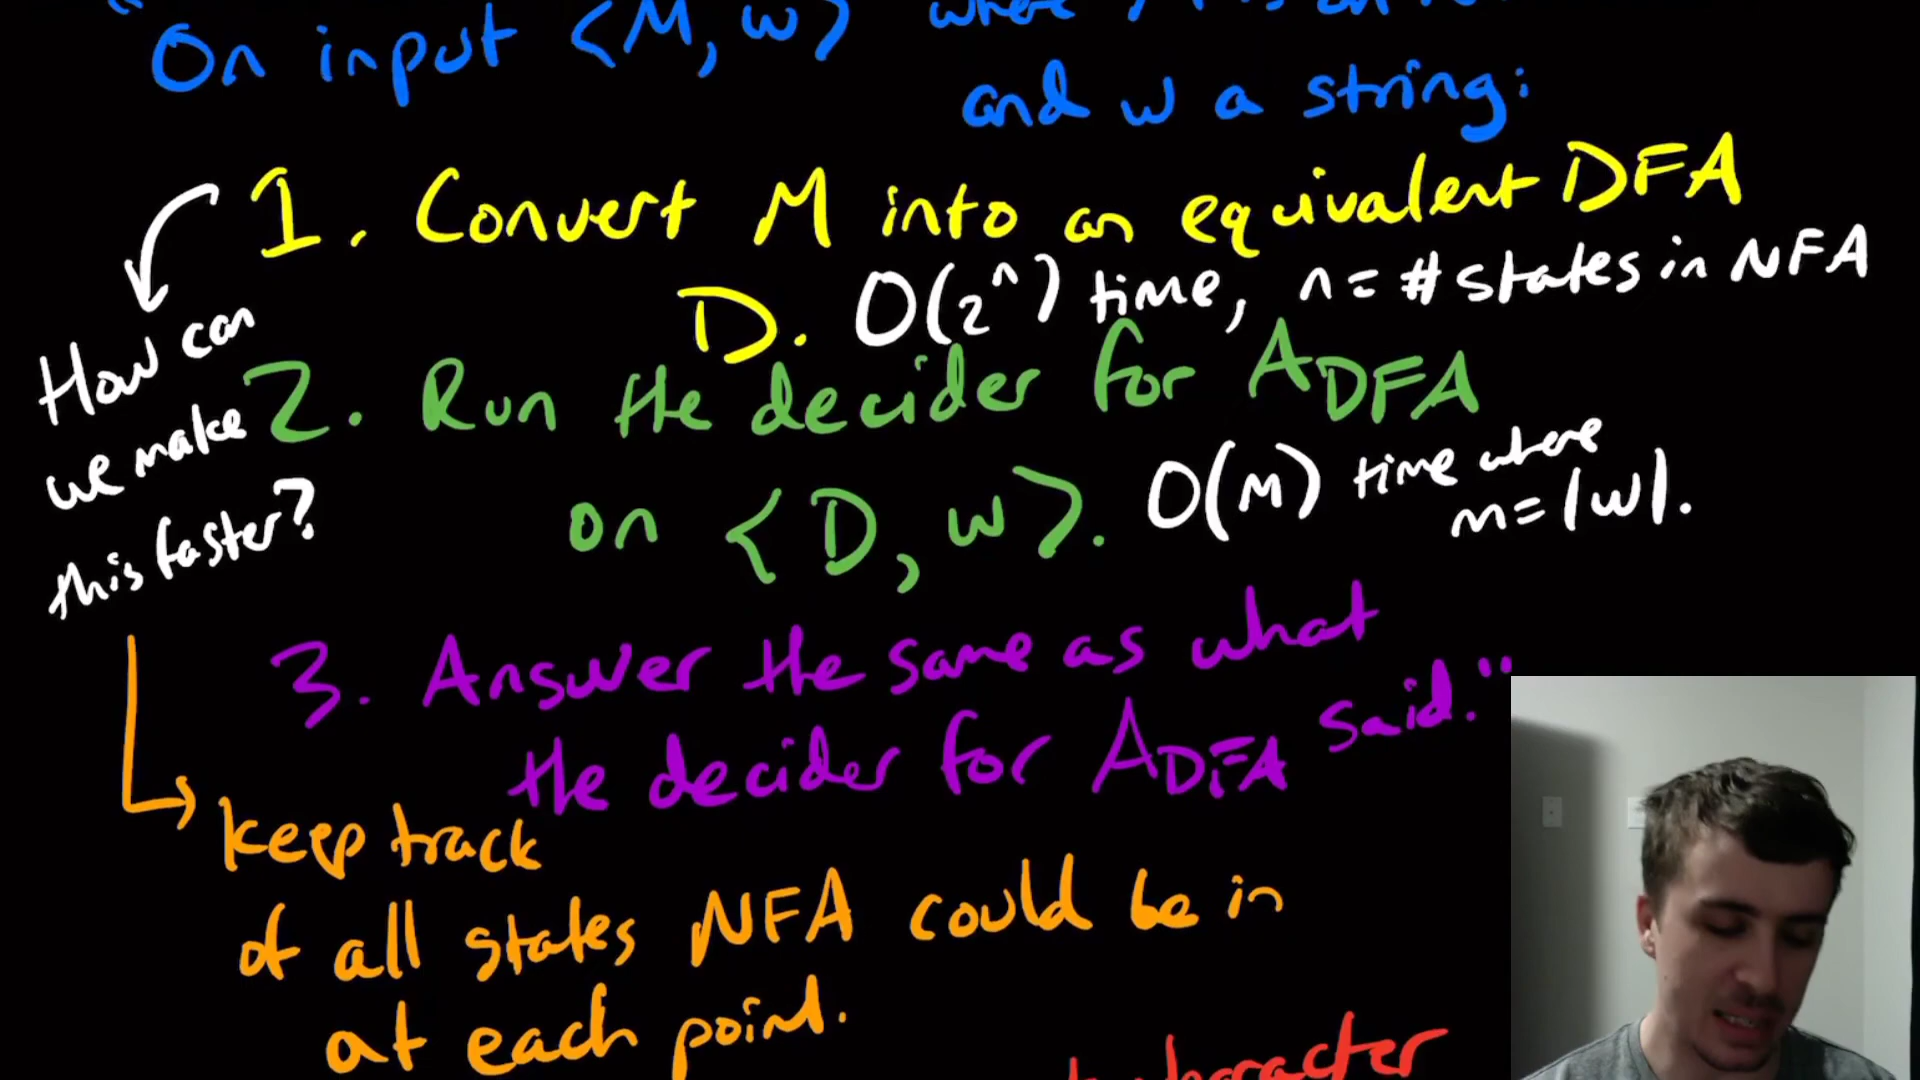 "On input <M, w> where
and w a string:
1. Convert M into an equivalent DFA
D. O(2^n) time, n = # states in NFA
How can
we make
this faster?
2. Run the decider for A_DFA
on <D, w>. O(m) time where
m = |w|.
3. Answer the same as what
the decider for A_DFA said."
keep track
of all states NFA could be in
at each point.
character